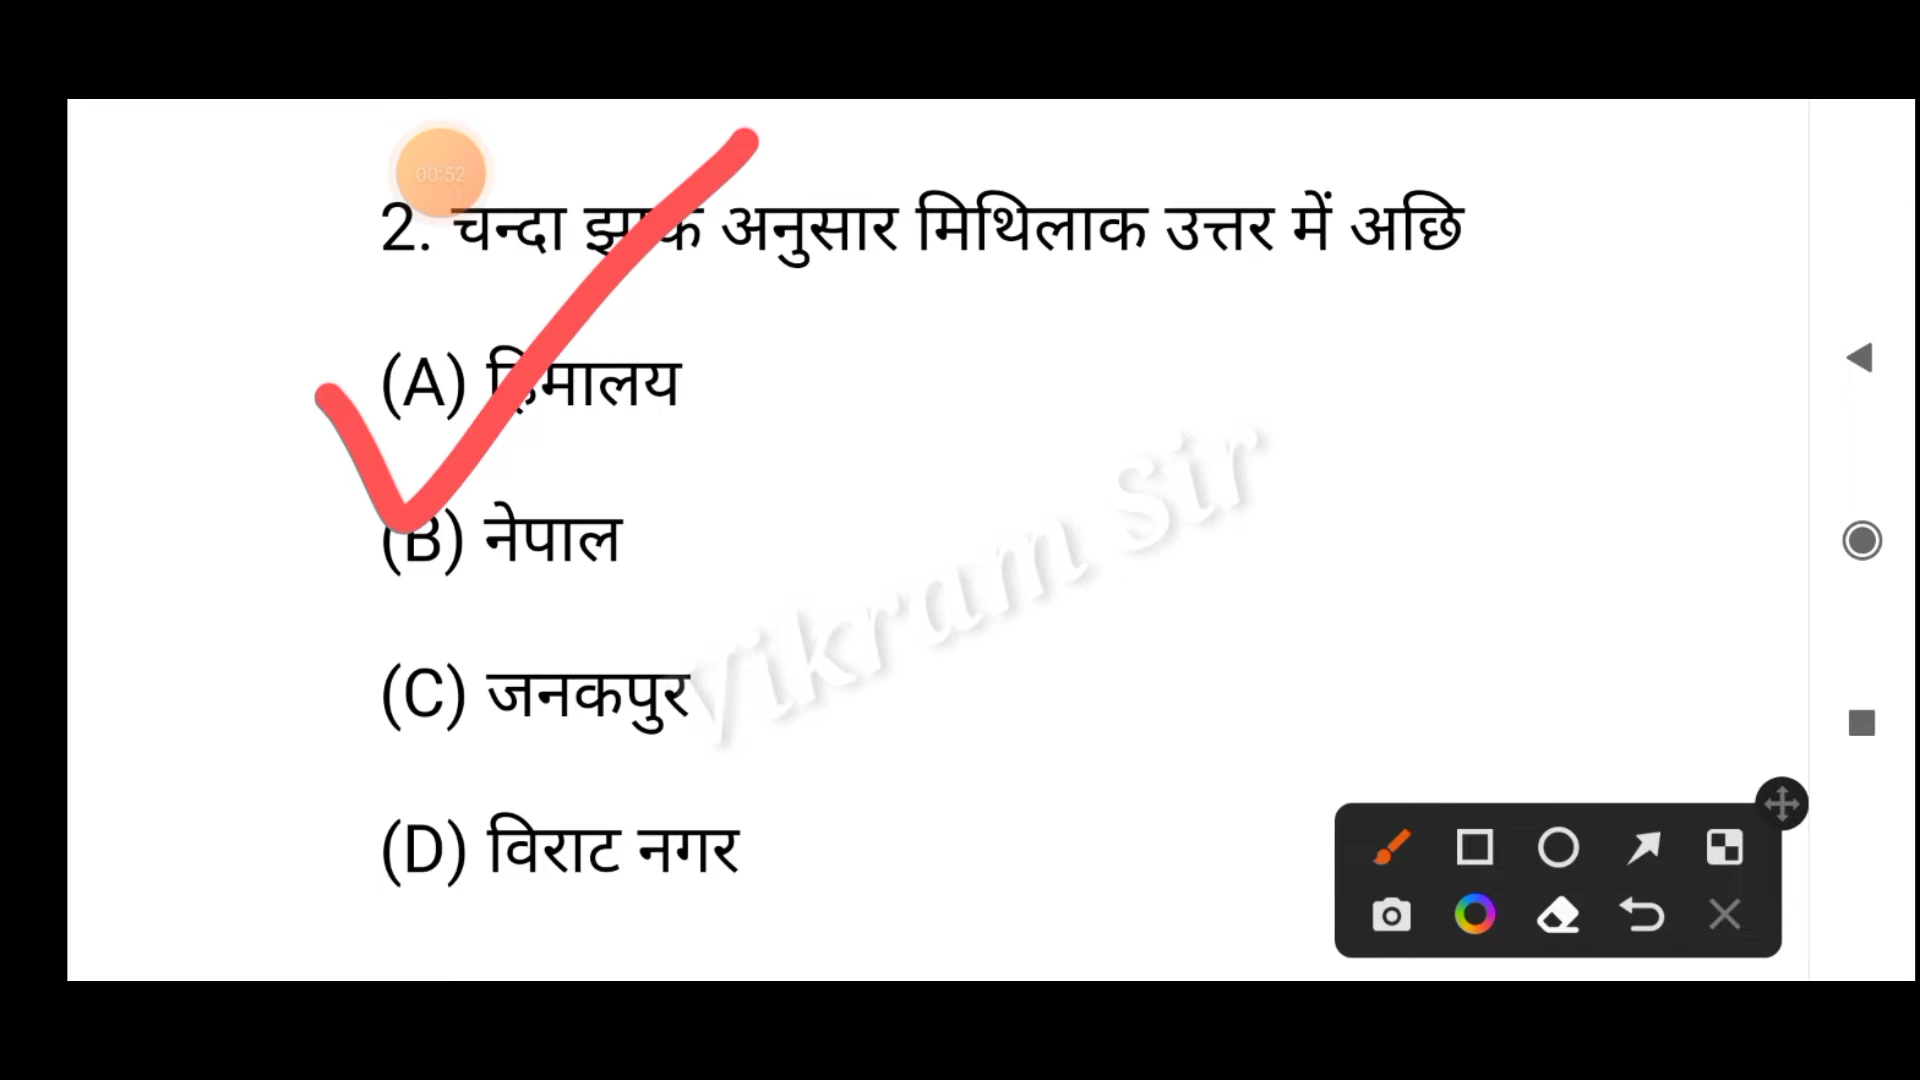 00:52
2. चन्दा झाक अनुसार मिथिलाक उत्तर में अछि
(A) हिमालय
(B) नेपाल
(C) जनकपुर
(D) विराट नगर
Vikram Sir